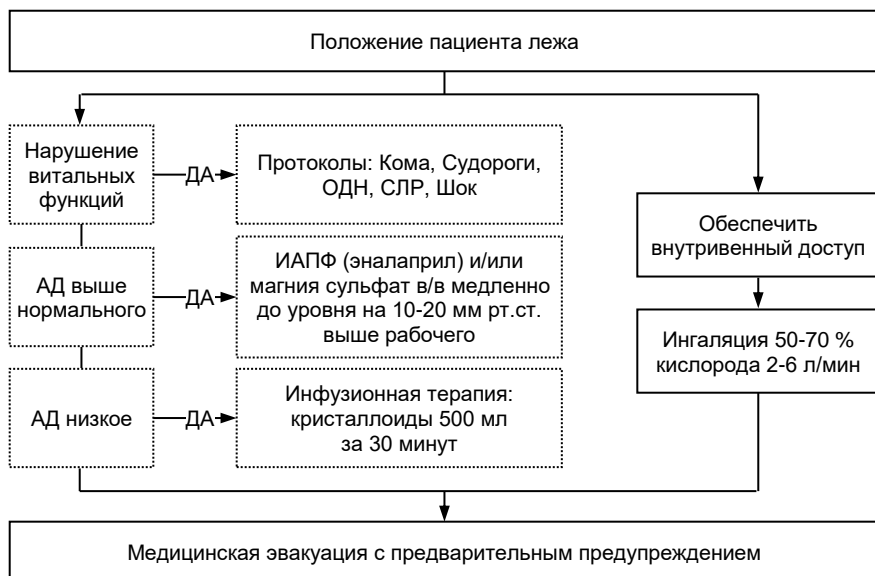 Положение пациента лежа
Нарушение
витальных
функций
ДА
Протоколы: Кома, Судороги,
ОДН, СЛР, Шок
АД выше
нормального
ДА
ИАПФ (эналаприл) и/или
магния сульфат в/в медленно
до уровня на 10-20 мм рт.ст.
выше рабочего
АД низкое
ДА
Инфузионная терапия:
кристаллоиды 500 мл
за 30 минут
Обеспечить
внутривенный доступ
Ингаляция 50-70 %
кислорода 2-6 л/мин
Медицинская эвакуация с предварительным предупреждением